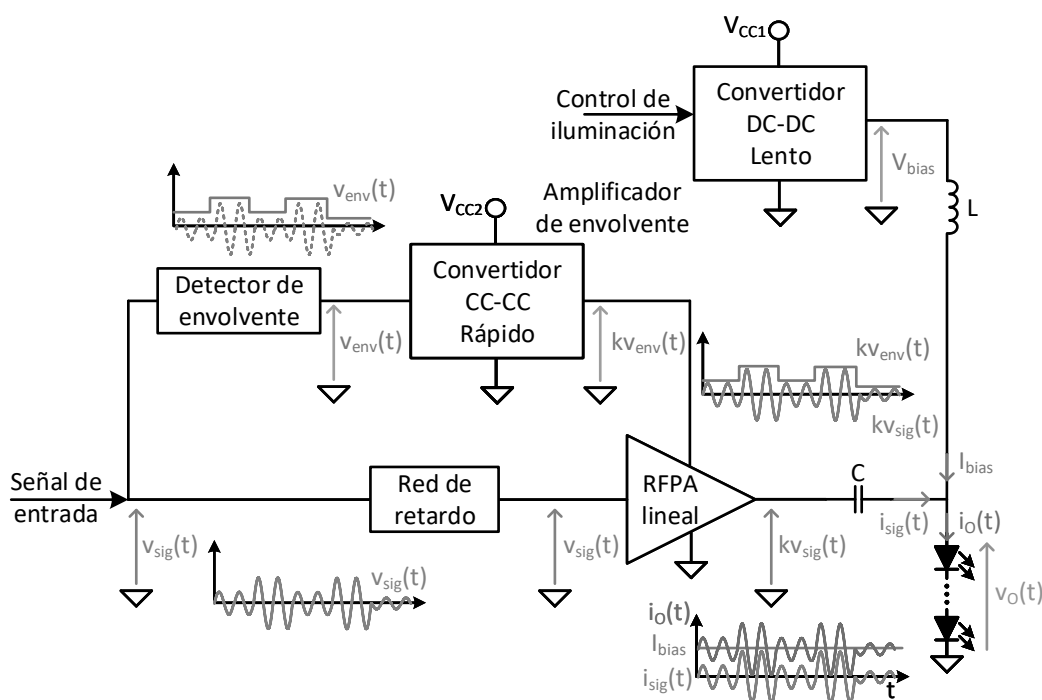 V_CC1
Control de
iluminación
Convertidor
DC-DC
Lento
V_bias
L
Amplificador
de envolvente
v_env(t)
V_CC2
Detector de
envolvente
v_env(t)
Convertidor
CC-CC
Rápido
kv_env(t)
kv_env(t)
kv_sig(t)
Señal de
entrada
v_sig(t)
v_sig(t)
Red de
retardo
v_sig(t)
RFPA
lineal
kv_sig(t)
C
i_sig(t)
I_bias
i_O(t)
v_O(t)
i_O(t)
I_bias
i_sig(t)
t